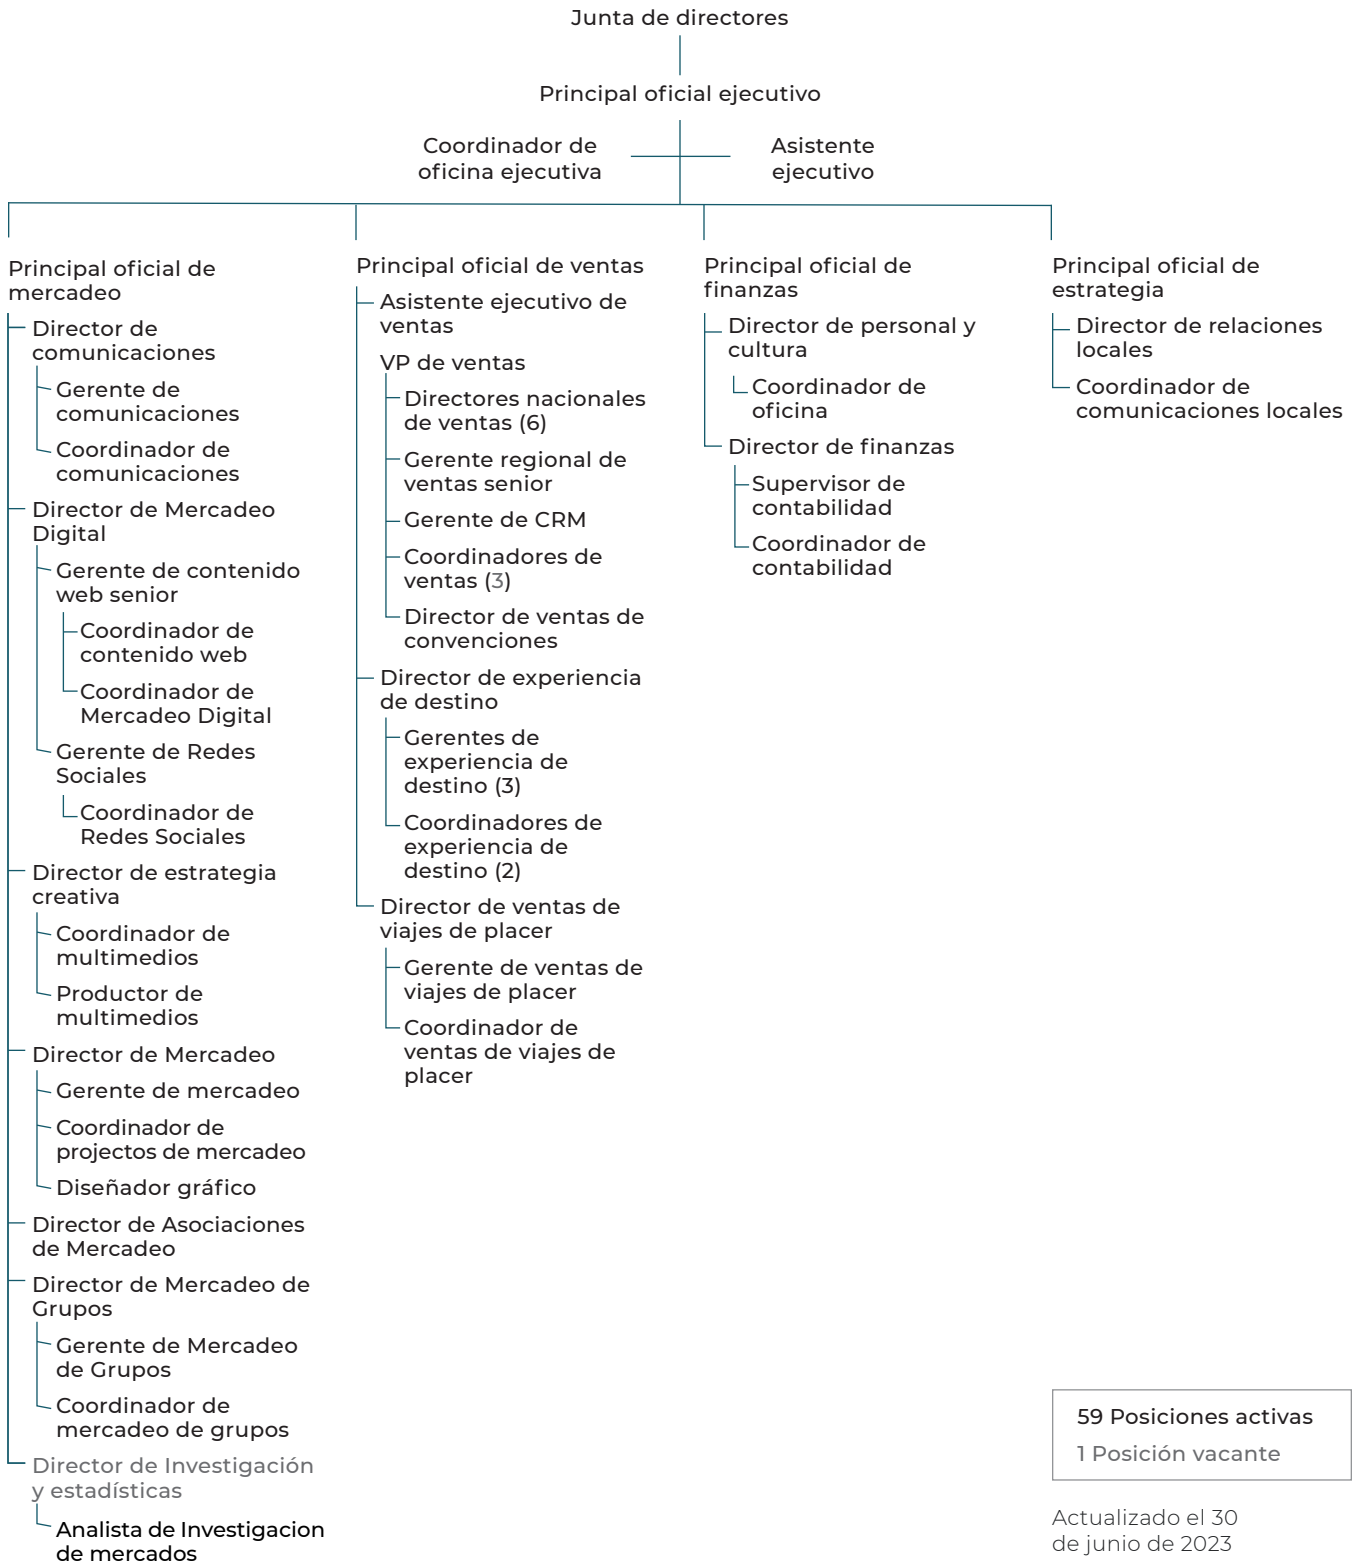 Junta de directores
Principal oficial ejecutivo
Coordinador de
oficina ejecutiva
Asistente
ejecutivo
Principal oficial de
mercadeo
Director de
comunicaciones
Gerente de
comunicaciones
Coordinador de
comunicaciones
Director de Mercadeo
Digital
Gerente de contenido
web senior
Coordinador de
contenido web
Coordinador de
Mercadeo Digital
Gerente de Redes
Sociales
Coordinador de
Redes Sociales
Director de estrategia
creativa
Coordinador de
multimedios
Productor de
multimedios
Director de Mercadeo
Gerente de mercadeo
Coordinador de
projectos de mercadeo
Diseñador gráfico
Director de Asociaciones
de Mercadeo
Director de Mercadeo de
Grupos
Gerente de Mercadeo
de Grupos
Coordinador de
mercadeo de grupos
Director de Investigación
y estadísticas
Analista de Investigacion
de mercados
Principal oficial de ventas
Asistente ejecutivo de
ventas
VP de ventas
Directores nacionales
de ventas (6)
Gerente regional de
ventas senior
Gerente de CRM
Coordinadores de
ventas (3)
Director de ventas de
convenciones
Director de experiencia
de destino
Gerentes de
experiencia de
destino (3)
Coordinadores de
experiencia de
destino (2)
Director de ventas de
viajes de placer
Gerente de ventas de
viajes de placer
Coordinador de
ventas de viajes de
placer
Principal oficial de
finanzas
Director de personal y
cultura
Coordinador de
oficina
Director de finanzas
Supervisor de
contabilidad
Coordinador de
contabilidad
Principal oficial de
estrategia
Director de relaciones
locales
Coordinador de
comunicaciones locales
59 Posiciones activas
1 Posición vacante
Actualizado el 30
de junio de 2023